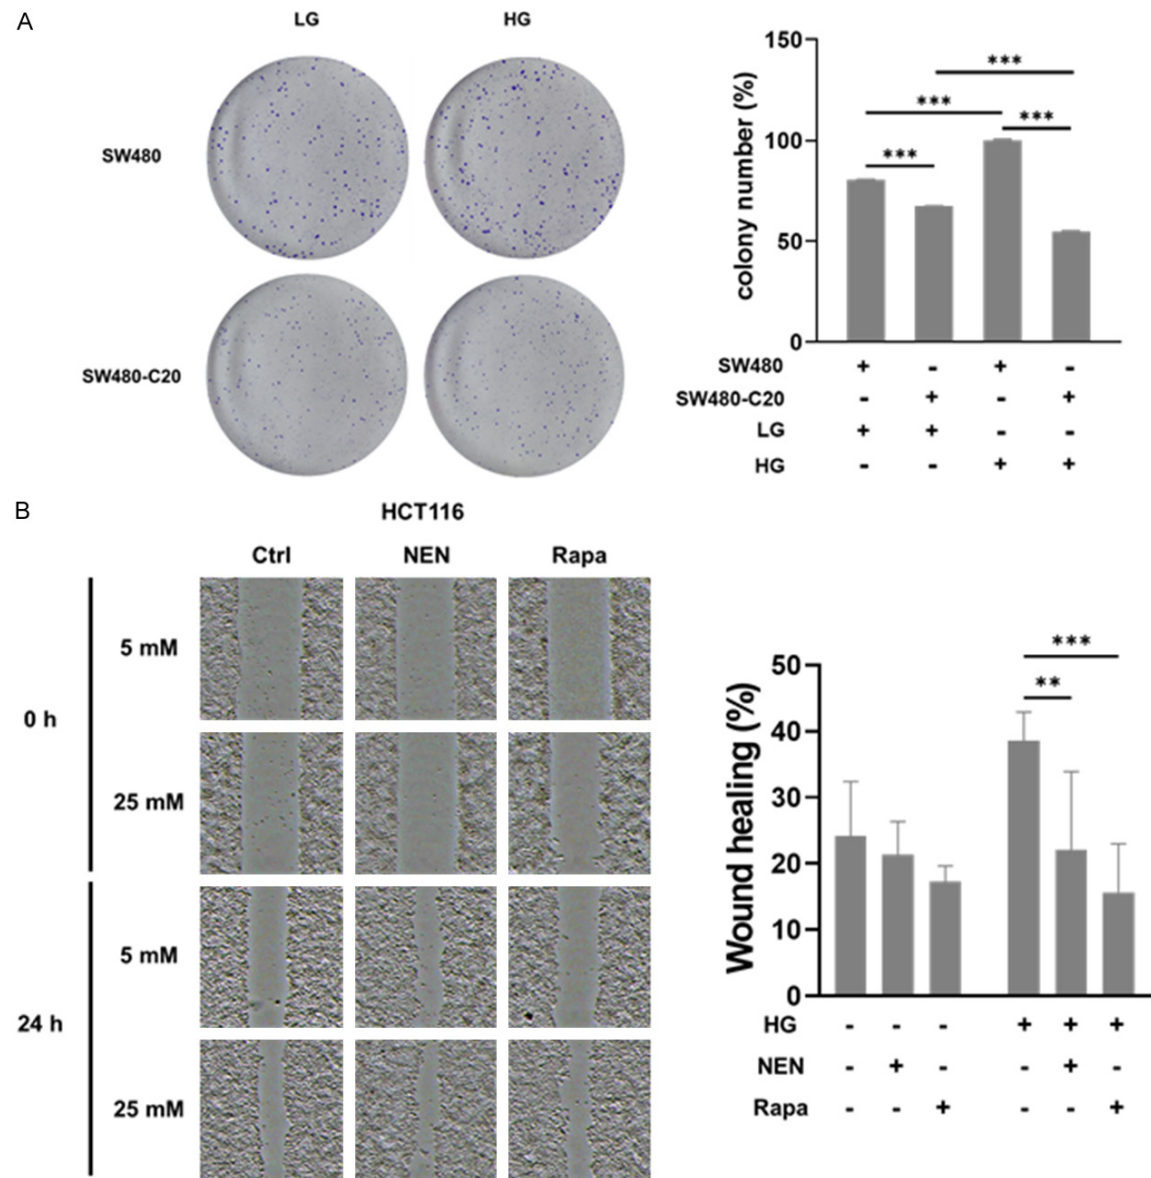 A
LG HG
SW480
SW480-C20
colony number (%)
150
100
50
0
***
***
***
***
SW480 + - + -
SW480-C20 - + - +
LG + + - -
HG - - + +
B
HCT116
Ctrl NEN Rapa
0 h
5 mM
25 mM
24 h
5 mM
25 mM
Wound healing (%)
50
40
30
20
10
0
***
**
HG - - - + + +
NEN - + - - + -
Rapa - - + - - +